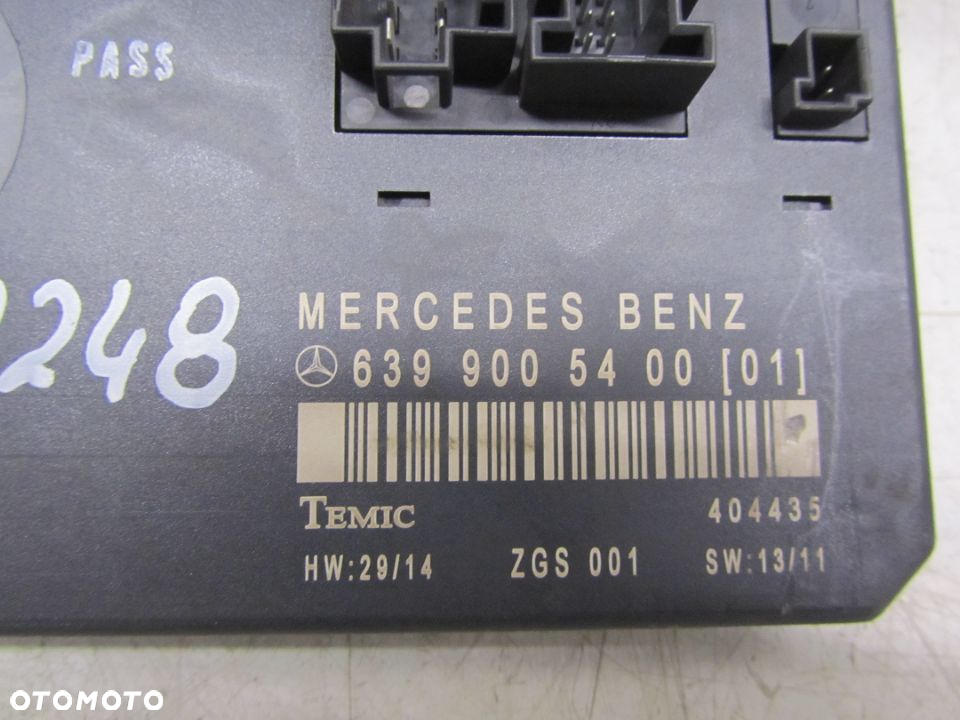 PASS
248
MERCEDES BENZ
639 900 54 00 [01]
TEMIC 404435
HW:29/14 ZGS 001 SW:13/11
OTOMOTO